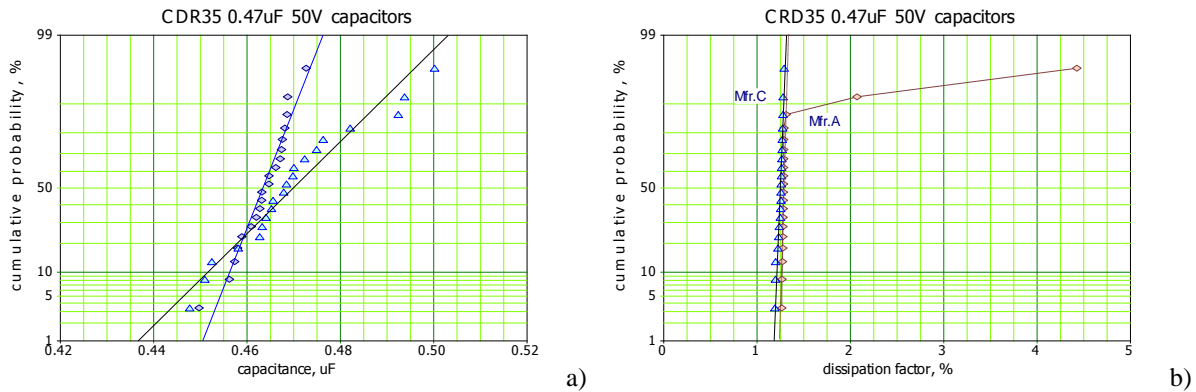 CDR35 0.47uF 50V capacitors
99
50
10
5
1
cumulative probability, %
0.42 0.44 0.46 0.48 0.50 0.52
capacitance, uF
a)
CRD35 0.47uF 50V capacitors
99
50
10
5
1
cumulative probability, %
Mfr.C
Mfr.A
0 1 2 3 4 5
dissipation factor, %
b)